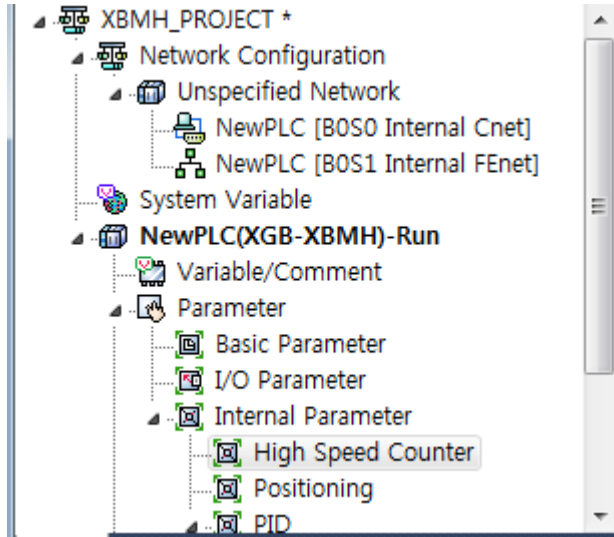 XBMH_PROJECT *
Network Configuration
Unspecified Network
NewPLC [B0S0 Internal Cnet]
NewPLC [B0S1 Internal FEnet]
System Variable
NewPLC(XGB-XBMH)-Run
Variable/Comment
Parameter
Basic Parameter
I/O Parameter
Internal Parameter
High Speed Counter
Positioning
PID